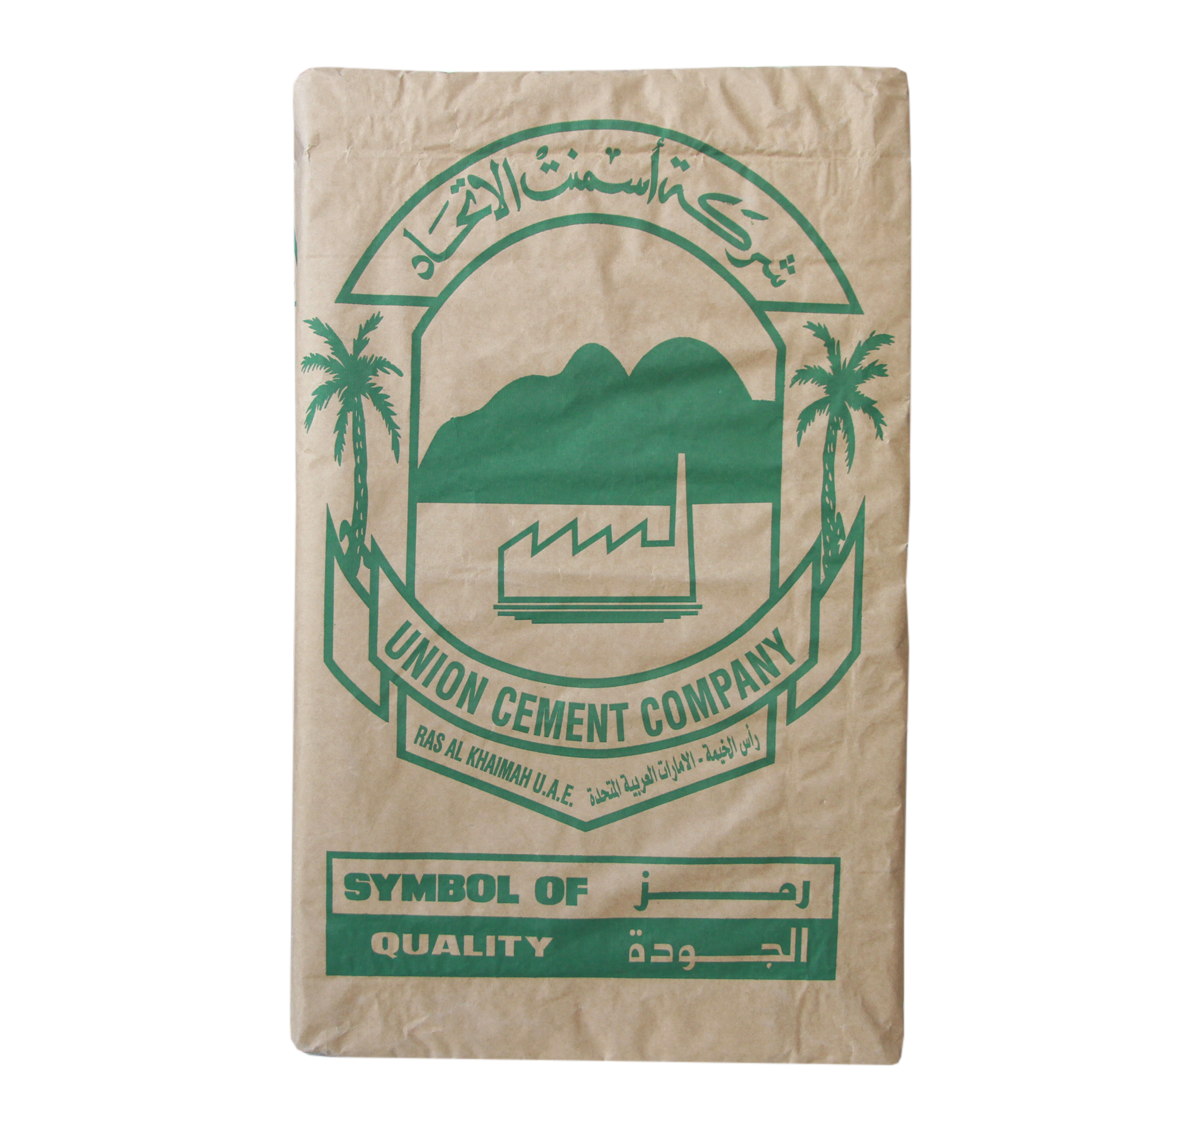 شركة أسمنت الاتحاد
UNION CEMENT COMPANY
RAS AL KHAIMAH U.A.E. رأس الخيمة - الامارات العربية المتحدة
SYMBOL OF رمز
QUALITY الجودة